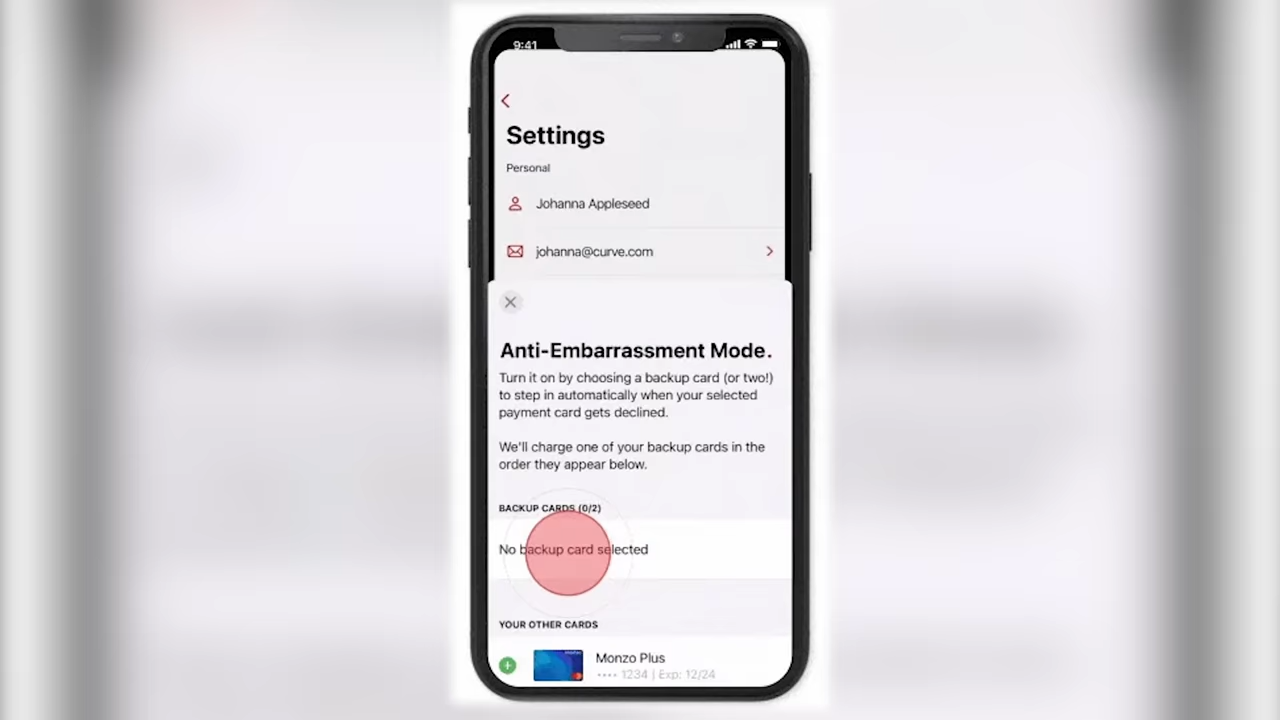 9:41
Settings
Personal
Johanna Appleseed
johanna@curve.com
Anti-Embarrassment Mode.
Turn it on by choosing a backup card (or two!)
to step in automatically when your selected
payment card gets declined.
We'll charge one of your backup cards in the
order they appear below.
BACKUP CARDS (0/2)
No backup card selected
YOUR OTHER CARDS
Monzo Plus
•••• 1234 | Exp: 12/24